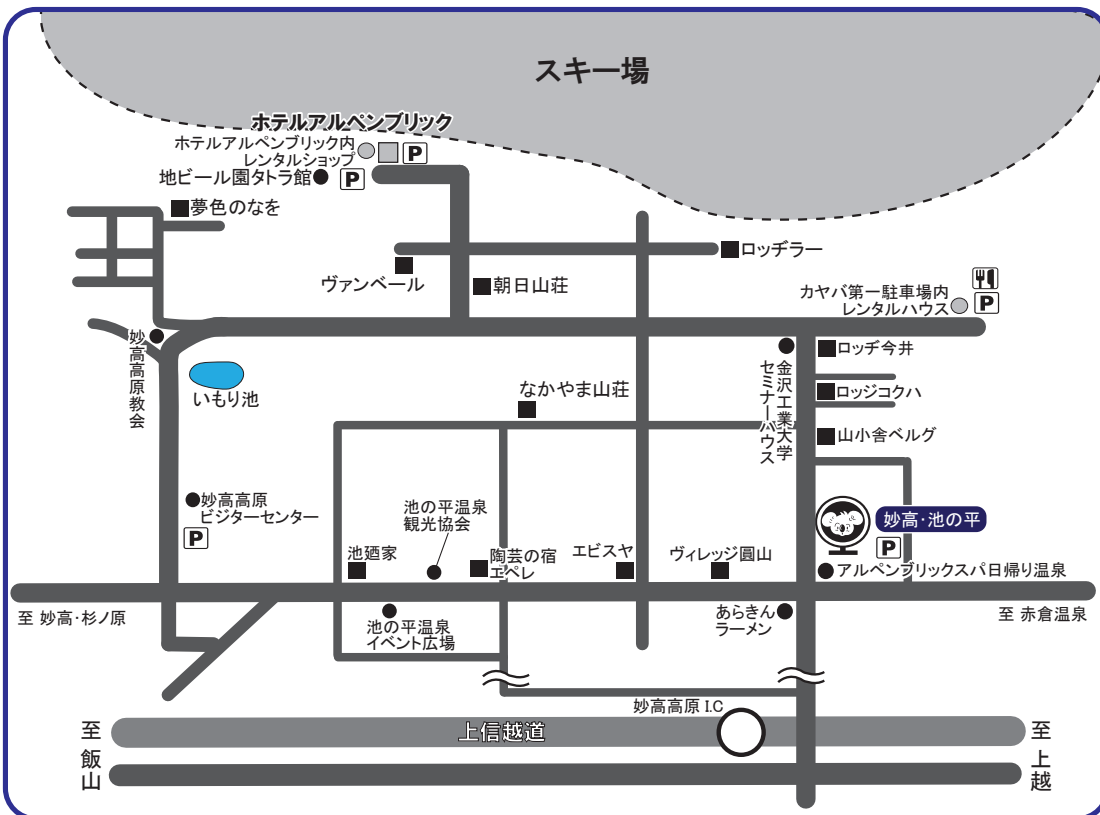 スキー場
ホテルアルペンブリック
ホテルアルペンブリック内
レンタルショップ
P
地ビール園タトラ館
P
夢色のなを
ロッヂラー
ヴァンベール
朝日山荘
カヤバ第一駐車場内
レンタルハウス
P
妙高高原教会
いもり池
なかやま山荘
金沢工業大学
セミナーハウス
ロッヂ今井
ロッジコクハ
山小舎ベルグ
妙高高原
ビジターセンター
P
池の平温泉
観光協会
池廼家
陶芸の宿
エペレ
エビスヤ
ヴィレッジ圓山
妙高・池の平
P
アルペンブリックスパ日帰り温泉
至 妙高・杉ノ原
池の平温泉
イベント広場
あらきん
ラーメン
至 赤倉温泉
妙高高原 I.C
上信越道
至飯山
至上越